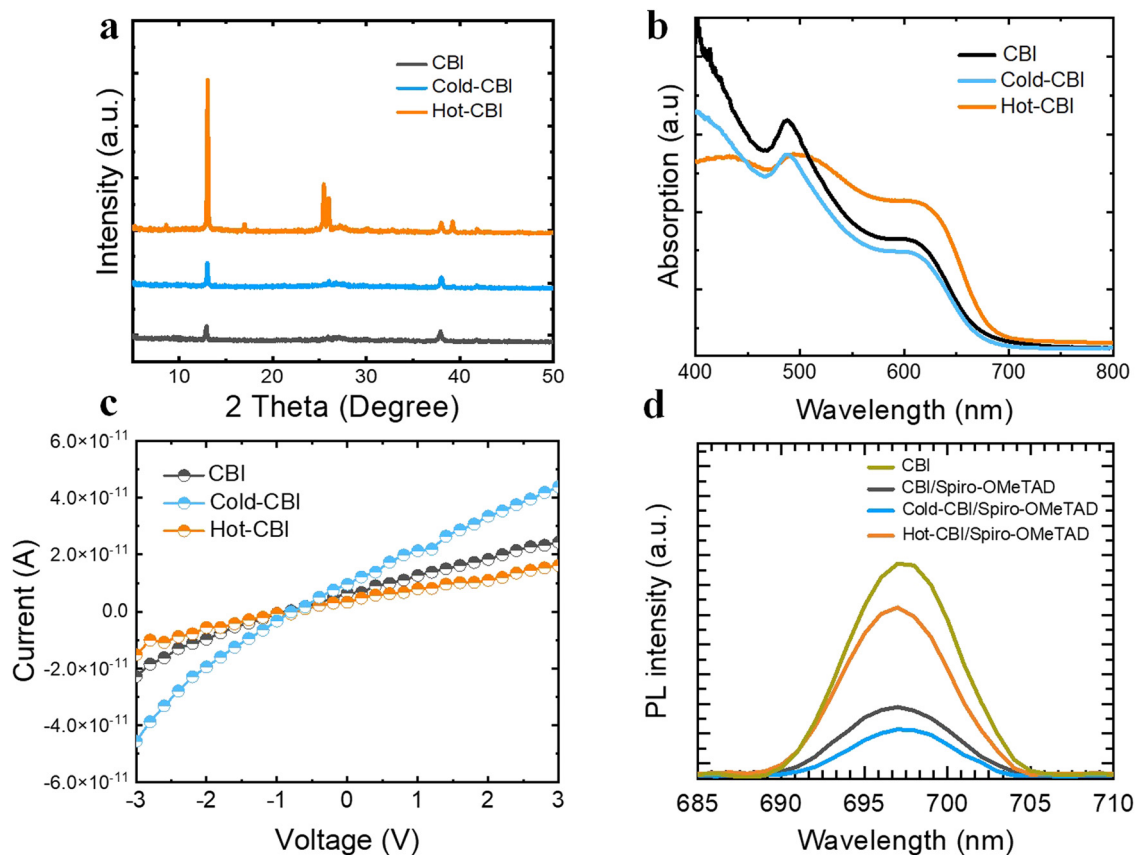 a
CBI
Cold-CBI
Hot-CBI
Intensity (a.u.)
10 20 30 40 50
2 Theta (Degree)
b
CBI
Cold-CBI
Hot-CBI
Absorption (a.u)
400 500 600 700 800
Wavelength (nm)
c
6.0×10-11
4.0×10-11
2.0×10-11
0.0
-2.0×10-11
-4.0×10-11
-6.0×10-11
CBI
Cold-CBI
Hot-CBI
Current (A)
-3 -2 -1 0 1 2 3
Voltage (V)
d
CBI
CBI/Spiro-OMeTAD
Cold-CBI/Spiro-OMeTAD
Hot-CBI/Spiro-OMeTAD
PL intensity (a.u.)
685 690 695 700 705 710
Wavelength (nm)